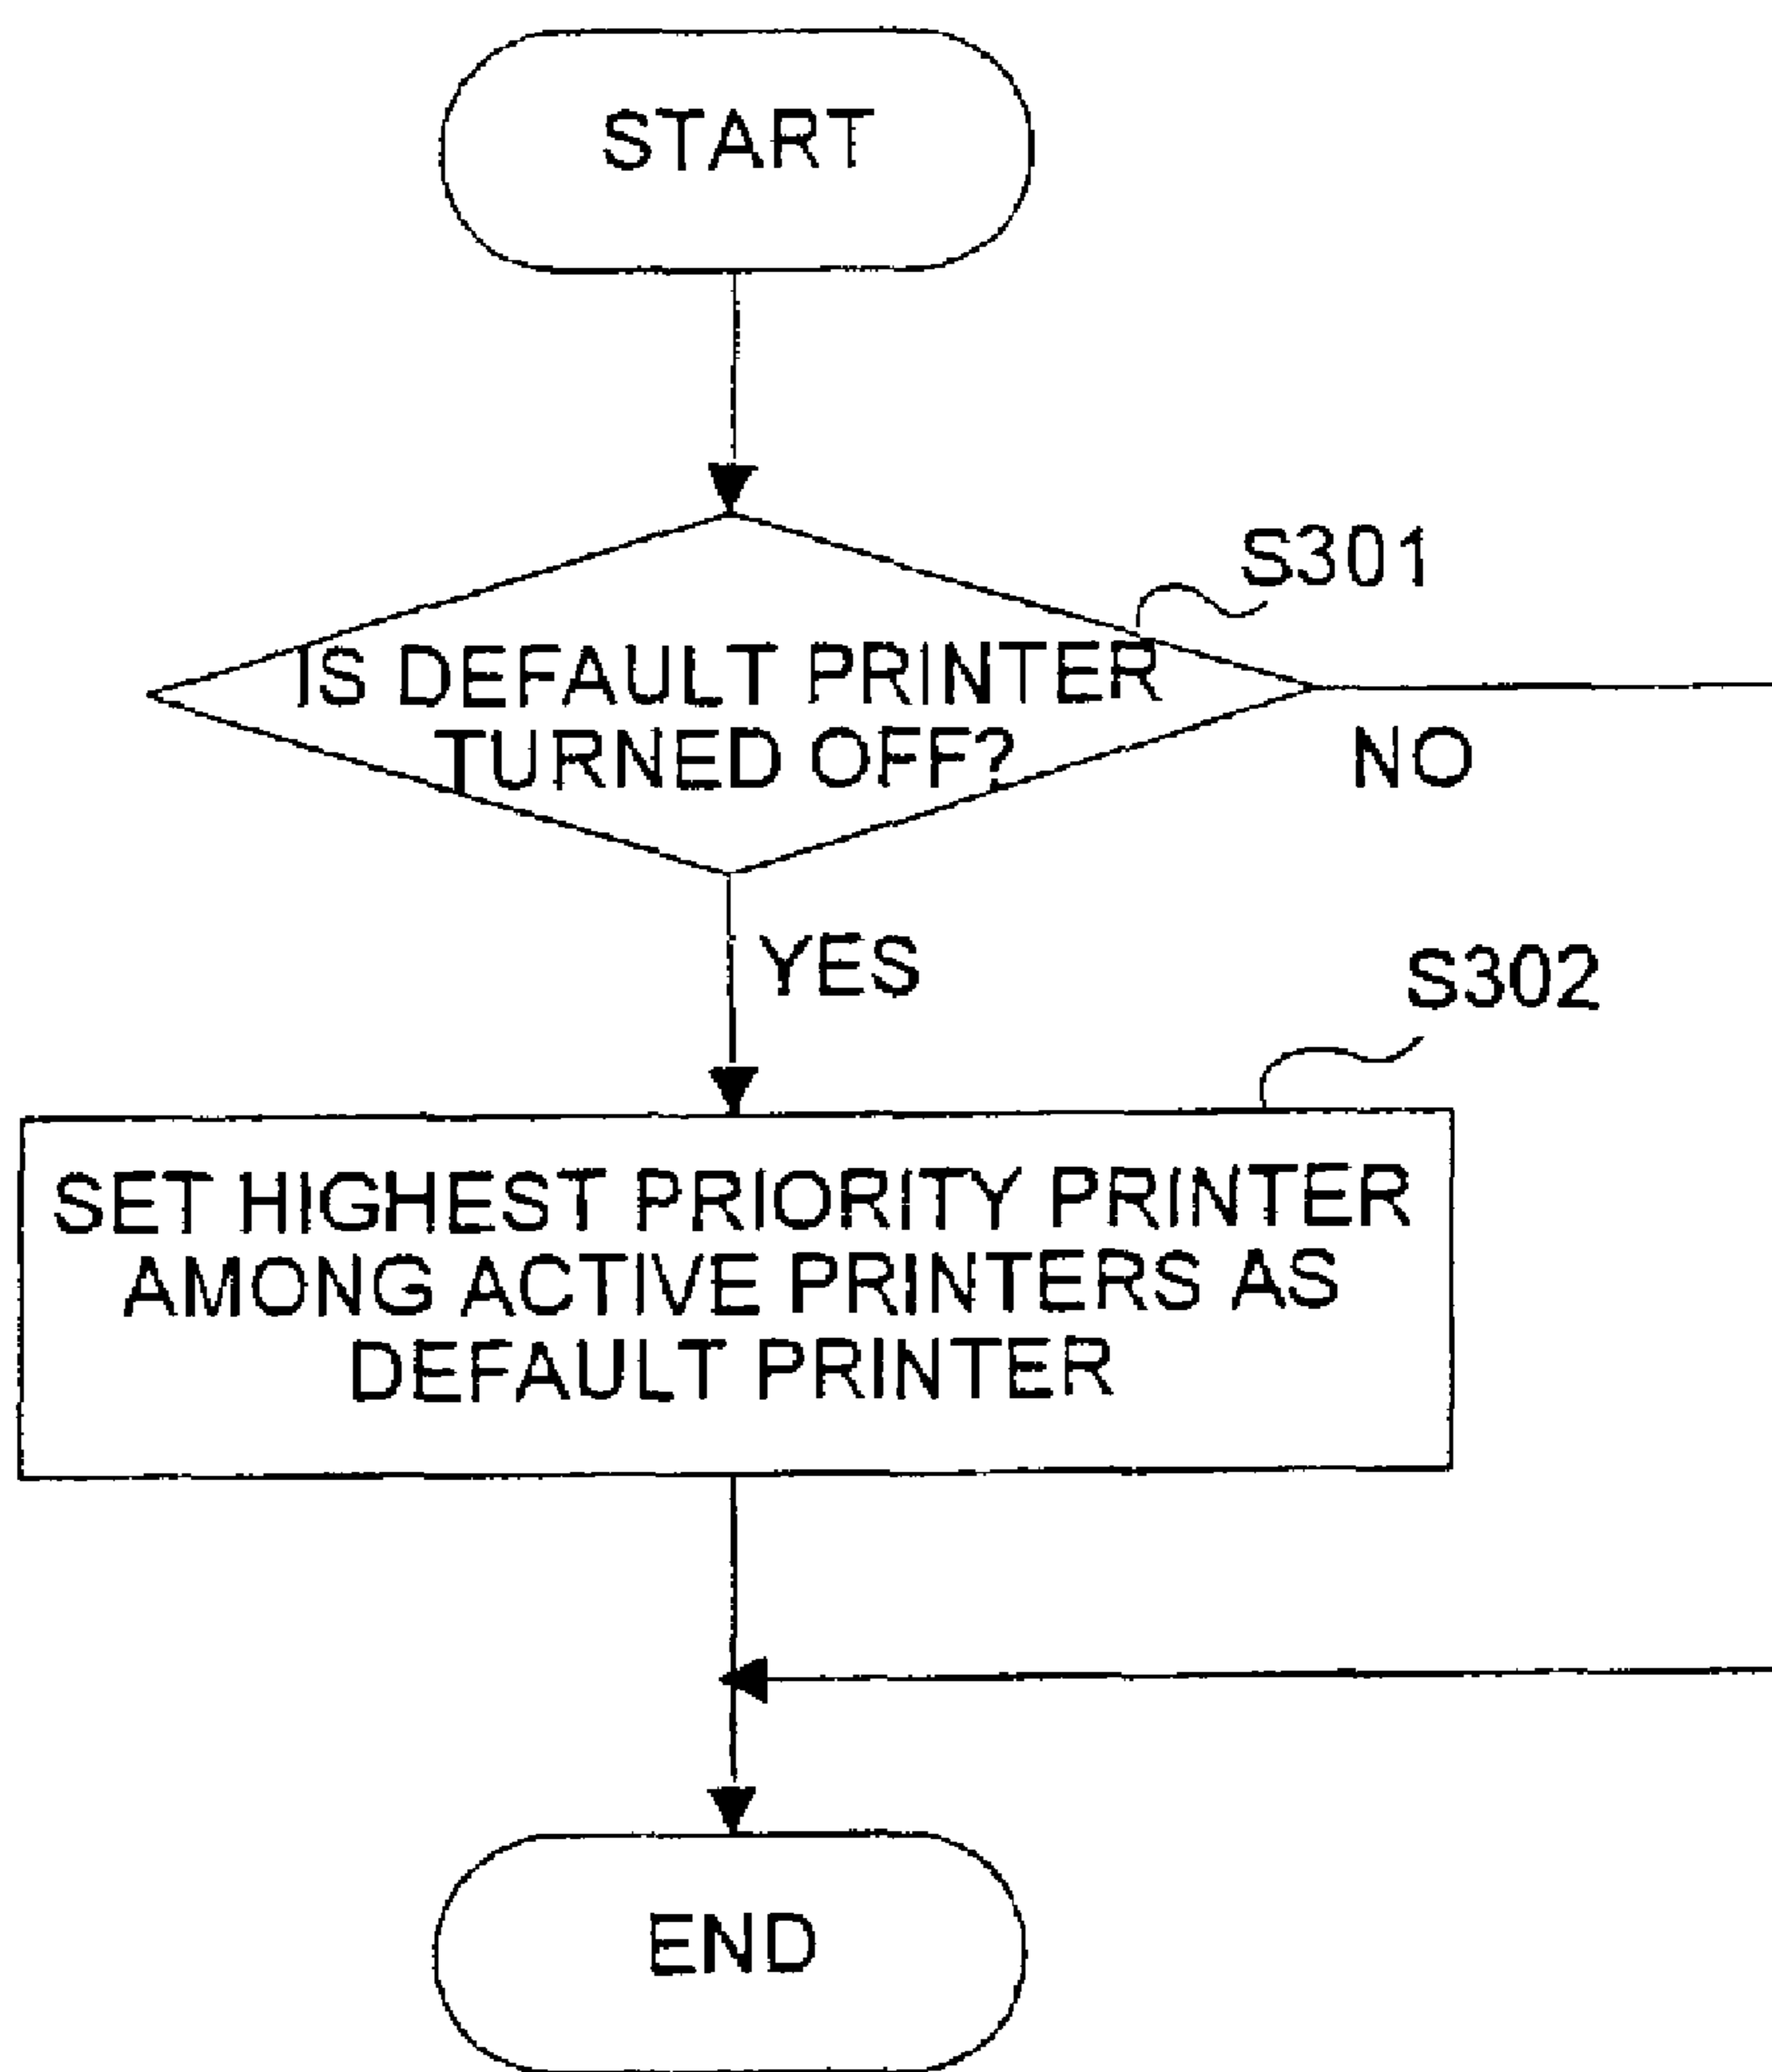 START
S301
IS DEFAULT PRINTER
TURNED OFF?
NO
YES
S302
SET HIGHEST PRIORITY PRINTER
AMONG ACTIVE PRINTERS AS
DEFAULT PRINTER
END